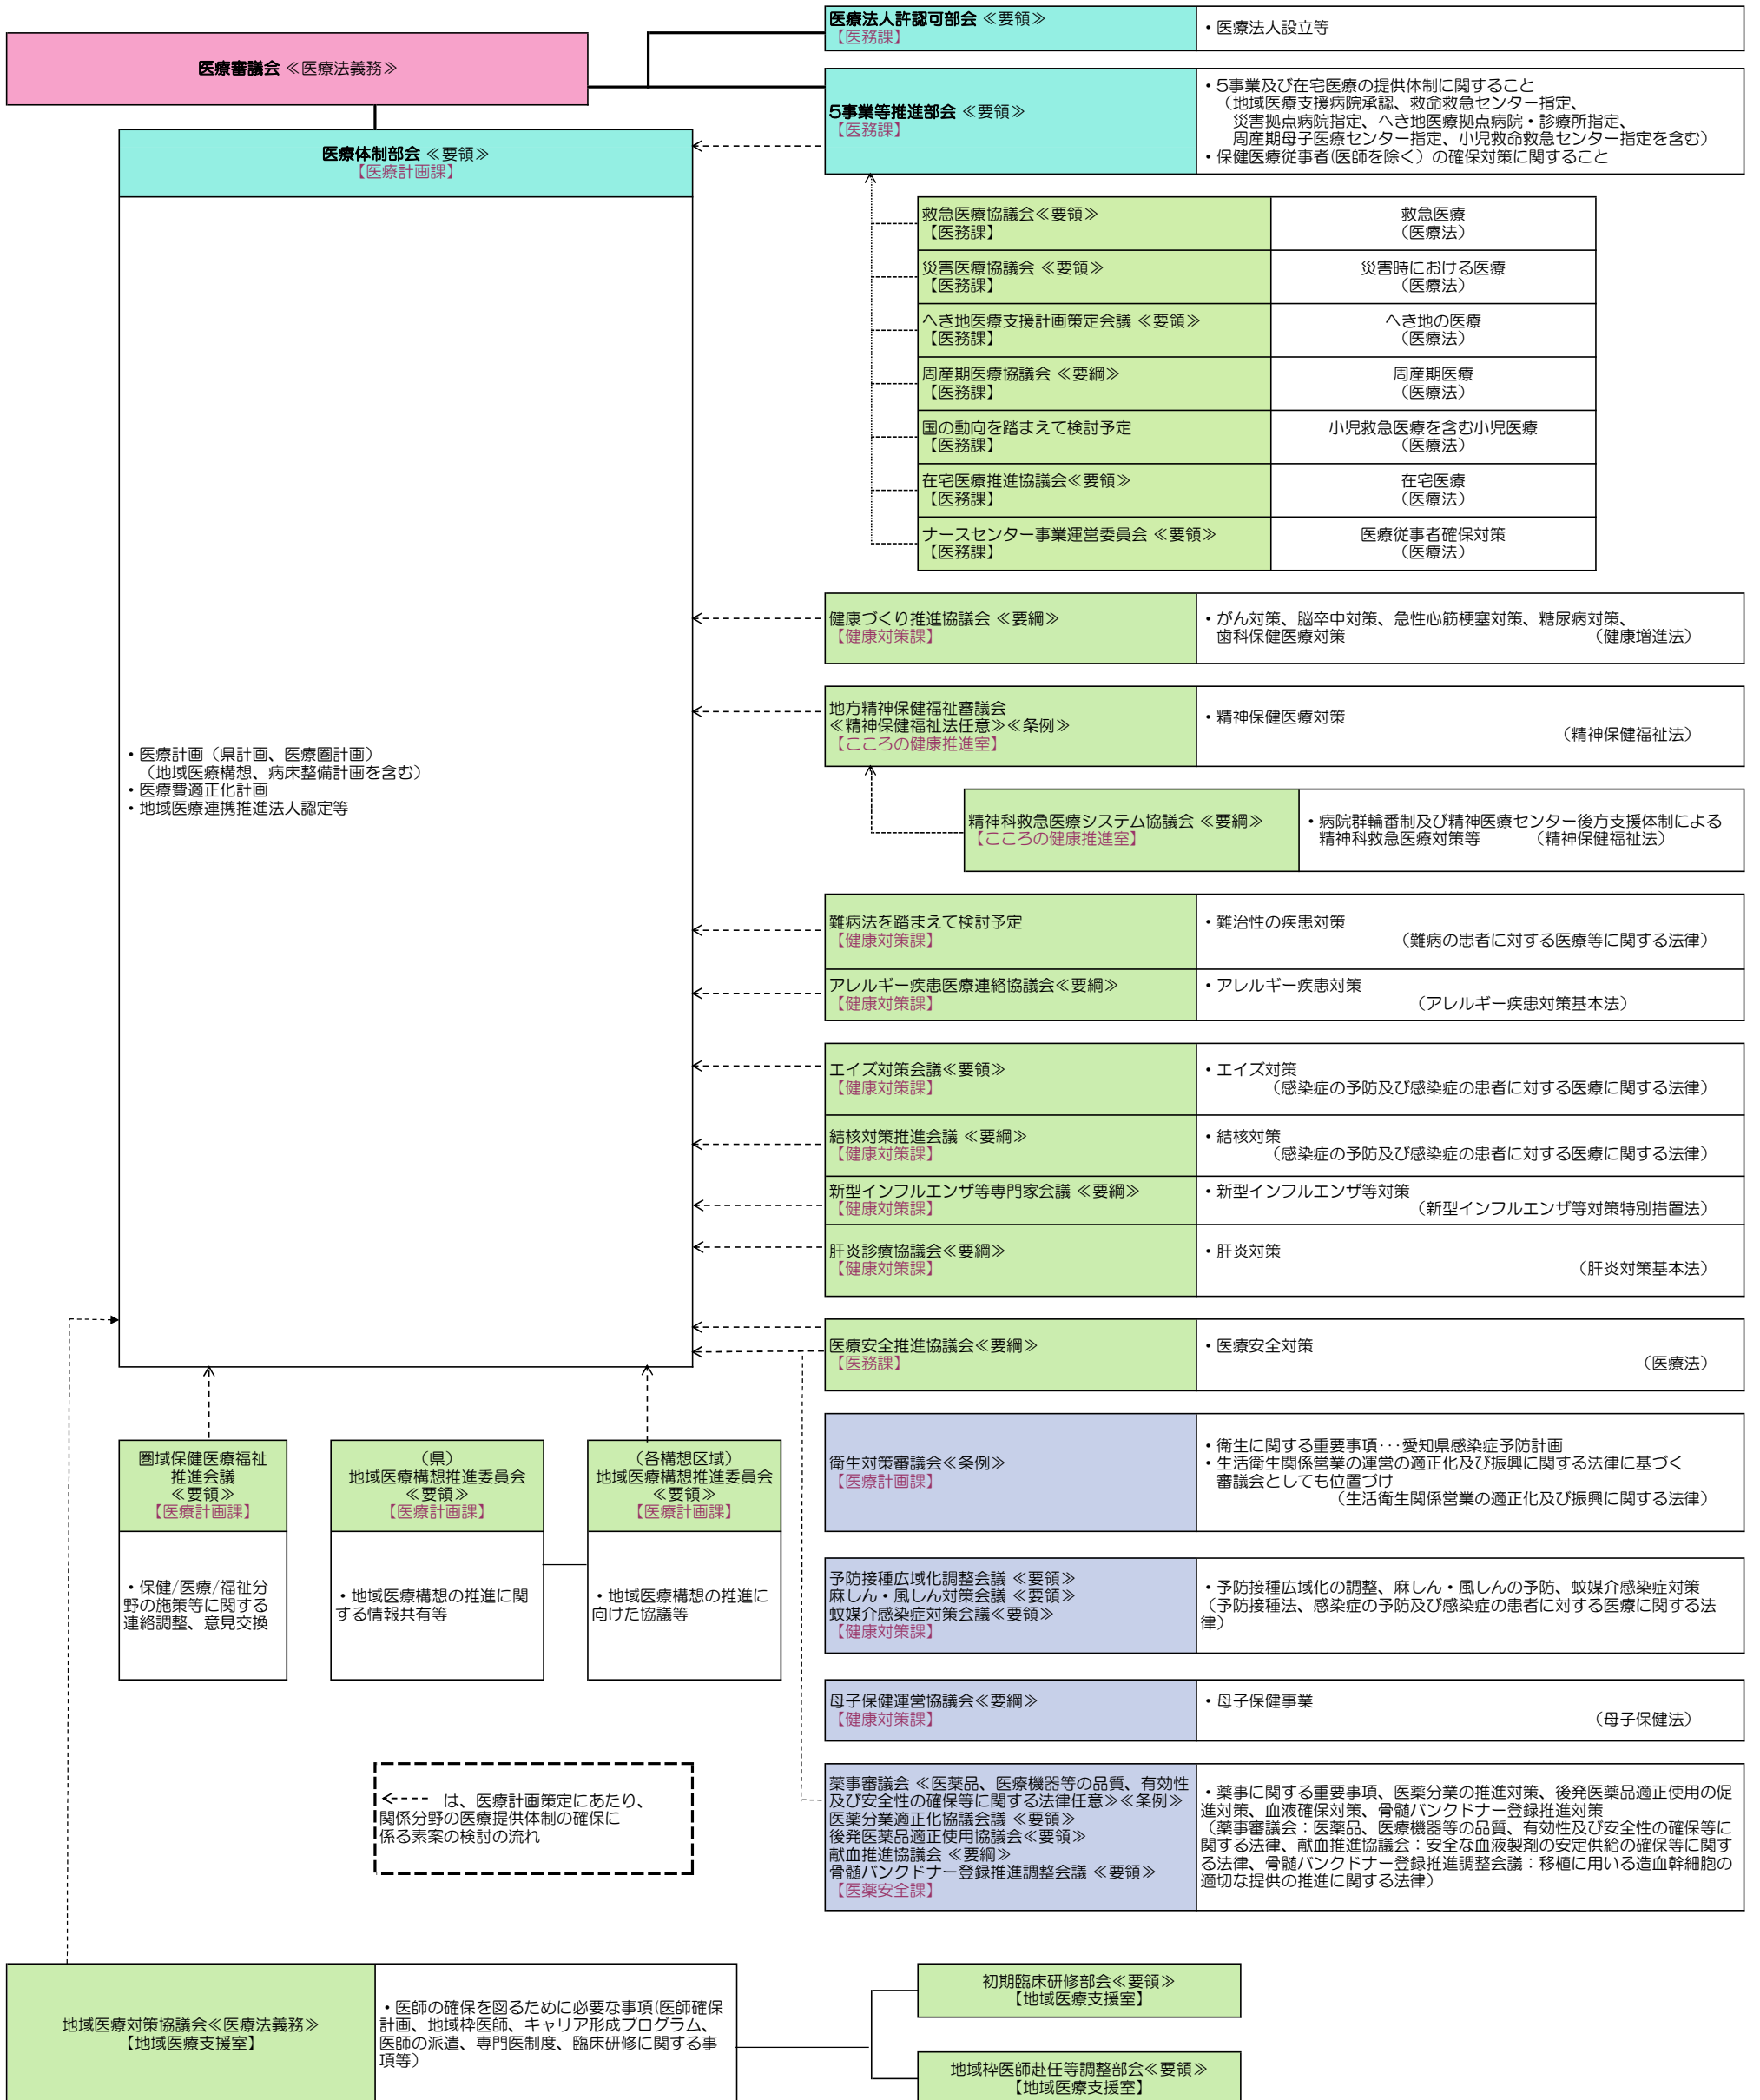 医療審議会 ≪医療法義務≫
医療法人許認可部会 ≪要領≫
【医務課】
・医療法人設立等
5事業等推進部会 ≪要領≫
【医務課】
・5事業及び在宅医療の提供体制に関すること
（地域医療支援病院承認、救命救急センター指定、
災害拠点病院指定、へき地医療拠点病院・診療所指定、
周産期母子医療センター指定、小児救命救急センター指定を含む）
・保健医療従事者(医師を除く）の確保対策に関すること
医療体制部会 ≪要領≫
【医療計画課】
・医療計画（県計画、医療圏計画）
（地域医療構想、病床整備計画を含む）
・医療費適正化計画
・地域医療連携推進法人認定等
救急医療協議会≪要領≫
【医務課】
救急医療
（医療法）
災害医療協議会 ≪要領≫
【医務課】
災害時における医療
（医療法）
へき地医療支援計画策定会議 ≪要領≫
【医務課】
へき地の医療
（医療法）
周産期医療協議会 ≪要綱≫
【医務課】
周産期医療
（医療法）
国の動向を踏まえて検討予定
【医務課】
小児救急医療を含む小児医療
（医療法）
在宅医療推進協議会≪要領≫
【医務課】
在宅医療
（医療法）
ナースセンター事業運営委員会 ≪要領≫
【医務課】
医療従事者確保対策
（医療法）
健康づくり推進協議会 ≪要綱≫
【健康対策課】
・がん対策、脳卒中対策、急性心筋梗塞対策、糖尿病対策、
歯科保健医療対策 （健康増進法）
地方精神保健福祉審議会
≪精神保健福祉法任意≫≪条例≫
【こころの健康推進室】
・精神保健医療対策
（精神保健福祉法）
精神科救急医療システム協議会 ≪要綱≫
【こころの健康推進室】
・病院群輪番制及び精神医療センター後方支援体制による
精神科救急医療対策等 （精神保健福祉法）
難病法を踏まえて検討予定
【健康対策課】
・難治性の疾患対策
（難病の患者に対する医療等に関する法律）
アレルギー疾患医療連絡協議会≪要綱≫
【健康対策課】
・アレルギー疾患対策
（アレルギー疾患対策基本法）
エイズ対策会議≪要領≫
【健康対策課】
・エイズ対策
（感染症の予防及び感染症の患者に対する医療に関する法律）
結核対策推進会議 ≪要綱≫
【健康対策課】
・結核対策
（感染症の予防及び感染症の患者に対する医療に関する法律）
新型インフルエンザ等専門家会議 ≪要綱≫
【健康対策課】
・新型インフルエンザ等対策
（新型インフルエンザ等対策特別措置法）
肝炎診療協議会≪要綱≫
【健康対策課】
・肝炎対策
（肝炎対策基本法）
医療安全推進協議会≪要綱≫
【医務課】
・医療安全対策
（医療法）
圏域保健医療福祉
推進会議
≪要領≫
【医療計画課】
・保健/医療/福祉分
野の施策等に関する
連絡調整、意見交換
（県）
地域医療構想推進委員会
≪要領≫
【医療計画課】
・地域医療構想の推進に関
する情報共有等
（各構想区域）
地域医療構想推進委員会
≪要領≫
【医療計画課】
・地域医療構想の推進に
向けた協議等
衛生対策審議会≪条例≫
【医療計画課】
・衛生に関する重要事項･･･愛知県感染症予防計画
・生活衛生関係営業の運営の適正化及び振興に関する法律に基づく
審議会としても位置づけ
（生活衛生関係営業の適正化及び振興に関する法律）
予防接種広域化調整会議 ≪要領≫
麻しん・風しん対策会議 ≪要領≫
蚊媒介感染症対策会議≪要領≫
【健康対策課】
・予防接種広域化の調整、麻しん・風しんの予防、蚊媒介感染症対策
（予防接種法、感染症の予防及び感染症の患者に対する医療に関する法
律）
母子保健運営協議会≪要綱≫
【健康対策課】
・母子保健事業
（母子保健法）
は、医療計画策定にあたり、
関係分野の医療提供体制の確保に
係る素案の検討の流れ
薬事審議会 ≪医薬品、医療機器等の品質、有効性
及び安全性の確保等に関する法律任意≫≪条例≫
医薬分業適正化協議会議 ≪要領≫
後発医薬品適正使用協議会≪要領≫
献血推進協議会 ≪要綱≫
骨髄バンクドナー登録推進調整会議 ≪要領≫
【医薬安全課】
・薬事に関する重要事項、医薬分業の推進対策、後発医薬品適正使用の促
進対策、血液確保対策、骨髄バンクドナー登録推進対策
（薬事審議会：医薬品、医療機器等の品質、有効性及び安全性の確保等に
関する法律、献血推進協議会：安全な血液製剤の安定供給の確保等に関す
る法律、骨髄バンクドナー登録推進調整会議：移植に用いる造血幹細胞の
適切な提供の推進に関する法律）
地域医療対策協議会≪医療法義務≫
【地域医療支援室】
・医師の確保を図るために必要な事項(医師確保
計画、地域枠医師、キャリア形成プログラム、
医師の派遣、専門医制度、臨床研修に関する事
項等）
初期臨床研修部会≪要領≫
【地域医療支援室】
地域枠医師赴任等調整部会≪要領≫
【地域医療支援室】